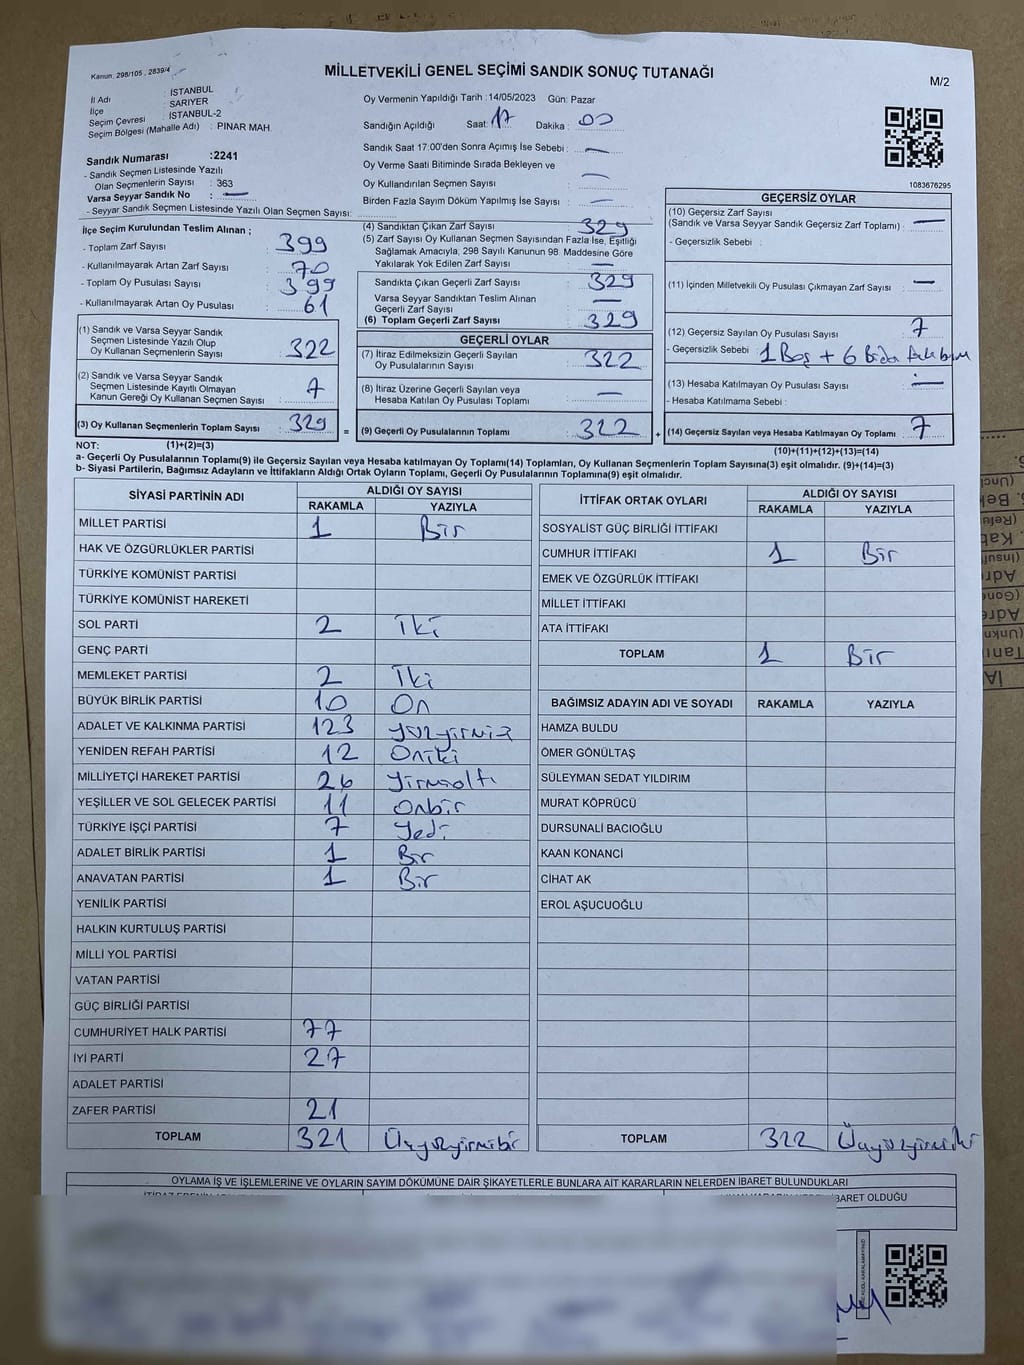 Kanun, 298/105 , 2839/4
MİLLETVEKİLİ GENEL SEÇİMİ SANDIK SONUÇ TUTANAĞI
M/2
İl Adı : İSTANBUL
İlçe : SARIYER
Seçim Çevresi : İSTANBUL-2
Seçim Bölgesi (Mahalle Adı) : PINAR MAH.
Oy Vermenin Yapıldığı Tarih :14/05/2023 Gün: Pazar
Sandığın Açıldığı Saat: 17 Dakika : 00
Sandık Saat 17:00'den Sonra Açımış İse Sebebi : —
Oy Verme Saati Bitiminde Sırada Bekleyen ve
Oy Kullandırılan Seçmen Sayısı : —
Birden Fazla Sayım Döküm Yapılmış İse Sayısı : —
Sandık Numarası :2241
- Sandık Seçmen Listesinde Yazılı
Olan Seçmenlerin Sayısı : 363
Varsa Seyyar Sandık No : —
- Seyyar Sandık Seçmen Listesinde Yazılı Olan Seçmen Sayısı:
1083676295
İlçe Seçim Kurulundan Teslim Alınan ;
- Toplam Zarf Sayısı : 399
- Kullanılmayarak Artan Zarf Sayısı : 70
- Toplam Oy Pusulası Sayısı : 399
- Kullanılmayarak Artan Oy Pusulası : 61
(1) Sandık ve Varsa Seyyar Sandık
Seçmen Listesinde Yazılı Olup
Oy Kullanan Seçmenlerin Sayısı : 322
(2) Sandık ve Varsa Seyyar Sandık
Seçmen Listesinde Kayıtlı Olmayan
Kanun Gereği Oy Kullanan Seçmen Sayısı : 7
(3) Oy Kullanan Seçmenlerin Toplam Sayısı : 329
(4) Sandıktan Çıkan Zarf Sayısı : 329
(5) Zarf Sayısı Oy Kullanan Seçmen Sayısından Fazla İse, Eşitliği
Sağlamak Amacıyla, 298 Sayılı Kanunun 98. Maddesine Göre
Yakılarak Yok Edilen Zarf Sayısı : —
Sandıkta Çıkan Geçerli Zarf Sayısı : 329
Varsa Seyyar Sandıktan Teslim Alınan
Geçerli Zarf Sayısı : —
(6) Toplam Geçerli Zarf Sayısı : 329
GEÇERLİ OYLAR
(7) İtiraz Edilmeksizin Geçerli Sayılan
Oy Pusulalarının Sayısı : 322
(8) İtiraz Üzerine Geçerli Sayılan veya
Hesaba Katılan Oy Pusulası Toplamı : —
= (9) Geçerli Oy Pusulalarının Toplamı : 322
GEÇERSİZ OYLAR
(10) Geçersiz Zarf Sayısı
(Sandık ve Varsa Seyyar Sandık Geçersiz Zarf Toplamı) : —
- Geçersizlik Sebebi :
(11) İçinden Milletvekili Oy Pusulası Çıkmayan Zarf Sayısı : —
(12) Geçersiz Sayılan Oy Pusulası Sayısı : 7
- Geçersizlik Sebebi : 1 Boş + 6 Birden
(13) Hesaba Katılmayan Oy Pusulası Sayısı : —
- Hesaba Katılmama Sebebi :
+ (14) Geçersiz Sayılan veya Hesaba Katılmayan Oy Toplamı : 7
NOT: (1)+(2)=(3)
(10)+(11)+(12)+(13)=(14)
a- Geçerli Oy Pusulalarının Toplamı(9) ile Geçersiz Sayılan veya Hesaba katılmayan Oy Toplamı(14) Toplamları, Oy Kullanan Seçmenlerin Toplam Sayısına(3) eşit olmalıdır. (9)+(14)=(3)
b- Siyasi Partilerin, Bağımsız Adayların ve İttifakların Aldığı Ortak Oyların Toplamı, Geçerli Oy Pusulalarının Toplamına(9) eşit olmalıdır.
SİYASİ PARTİNİN ADI ALDIĞI OY SAYISI
RAKAMLA YAZIYLA
MİLLET PARTİSİ 1 Bir
HAK VE ÖZGÜRLÜKLER PARTİSİ
TÜRKİYE KOMÜNİST PARTİSİ
TÜRKİYE KOMÜNİST HAREKETİ
SOL PARTİ 2 İki
GENÇ PARTİ
MEMLEKET PARTİSİ 2 İki
BÜYÜK BİRLİK PARTİSİ 10 On
ADALET VE KALKINMA PARTİSİ 123
YENİDEN REFAH PARTİSİ 12 Oniki
MİLLİYETÇİ HAREKET PARTİSİ 26 Yirmialtı
YEŞİLLER VE SOL GELECEK PARTİSİ 11 Onbir
TÜRKİYE İŞÇİ PARTİSİ 7 Yedi
ADALET BİRLİK PARTİSİ 1 Bir
ANAVATAN PARTİSİ 1 Bir
YENİLİK PARTİSİ
HALKIN KURTULUŞ PARTİSİ
MİLLİ YOL PARTİSİ
VATAN PARTİSİ
GÜÇ BİRLİĞİ PARTİSİ
CUMHURİYET HALK PARTİSİ 77
İYİ PARTİ 27
ADALET PARTİSİ
ZAFER PARTİSİ 21
TOPLAM 321 Üçyüzyirmibir
İTTİFAK ORTAK OYLARI ALDIĞI OY SAYISI
RAKAMLA YAZIYLA
SOSYALİST GÜÇ BİRLİĞİ İTTİFAKI
CUMHUR İTTİFAKI 1 Bir
EMEK VE ÖZGÜRLÜK İTTİFAKI
MİLLET İTTİFAKI
ATA İTTİFAKI
TOPLAM 1 Bir
BAĞIMSIZ ADAYIN ADI VE SOYADI RAKAMLA YAZIYLA
HAMZA BULDU
ÖMER GÖNÜLTAŞ
SÜLEYMAN SEDAT YILDIRIM
MURAT KÖPRÜCÜ
DURSUNALİ BACIOĞLU
KAAN KONANCİ
CİHAT AK
EROL AŞUCUOĞLU
TOPLAM 322 Üçyüzyirmiiki
OYLAMA İŞ VE İŞLEMLERİNE VE OYLARIN SAYIM DÖKÜMÜNE DAİR ŞİKAYETLERLE BUNLARA AİT KARARLARIN NELERDEN İBARET BULUNDUKLARI
İBARET OLDUĞU